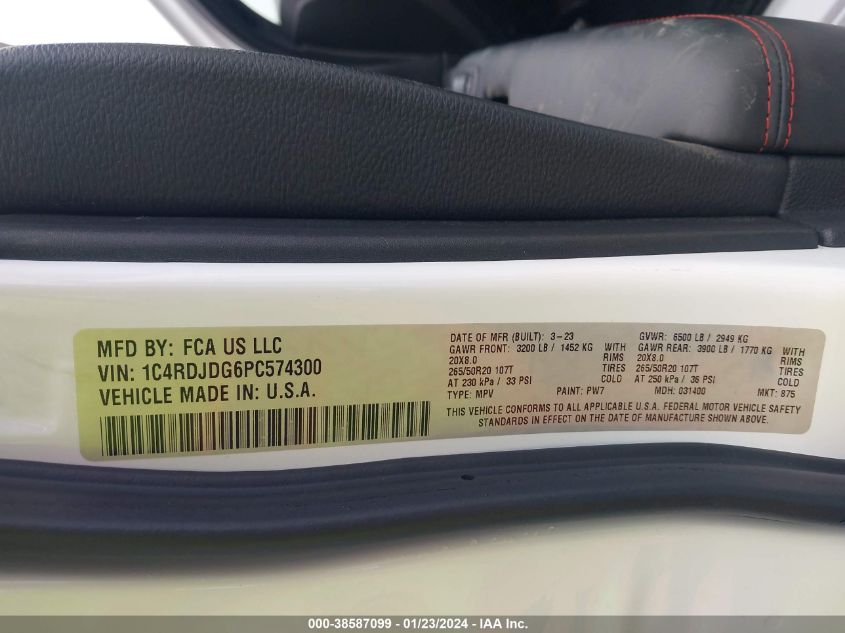 MFD BY: FCA US LLC
VIN: 1C4RDJDG6PC574300
VEHICLE MADE IN: U.S.A.
DATE OF MFR (BUILT): 3-23 GVWR: 6500 LB / 2949 KG
GAWR FRONT: 3200 LB / 1452 KG WITH GAWR REAR: 3900 LB / 1770 KG WITH
20X8.0 RIMS 20X8.0 RIMS
265/50R20 107T TIRES 265/50R20 107T TIRES
AT 230 kPa / 33 PSI COLD AT 250 kPa / 36 PSI COLD
TYPE: MPV PAINT: PW7 MDH: 031400 MKT: 875
THIS VEHICLE CONFORMS TO ALL APPLICABLE U.S.A. FEDERAL MOTOR VEHICLE SAFETY
STANDARDS IN EFFECT ON THE DATE OF MANUFACTURE SHOWN ABOVE.
000-38587099 - 01/23/2024 - IAA Inc.